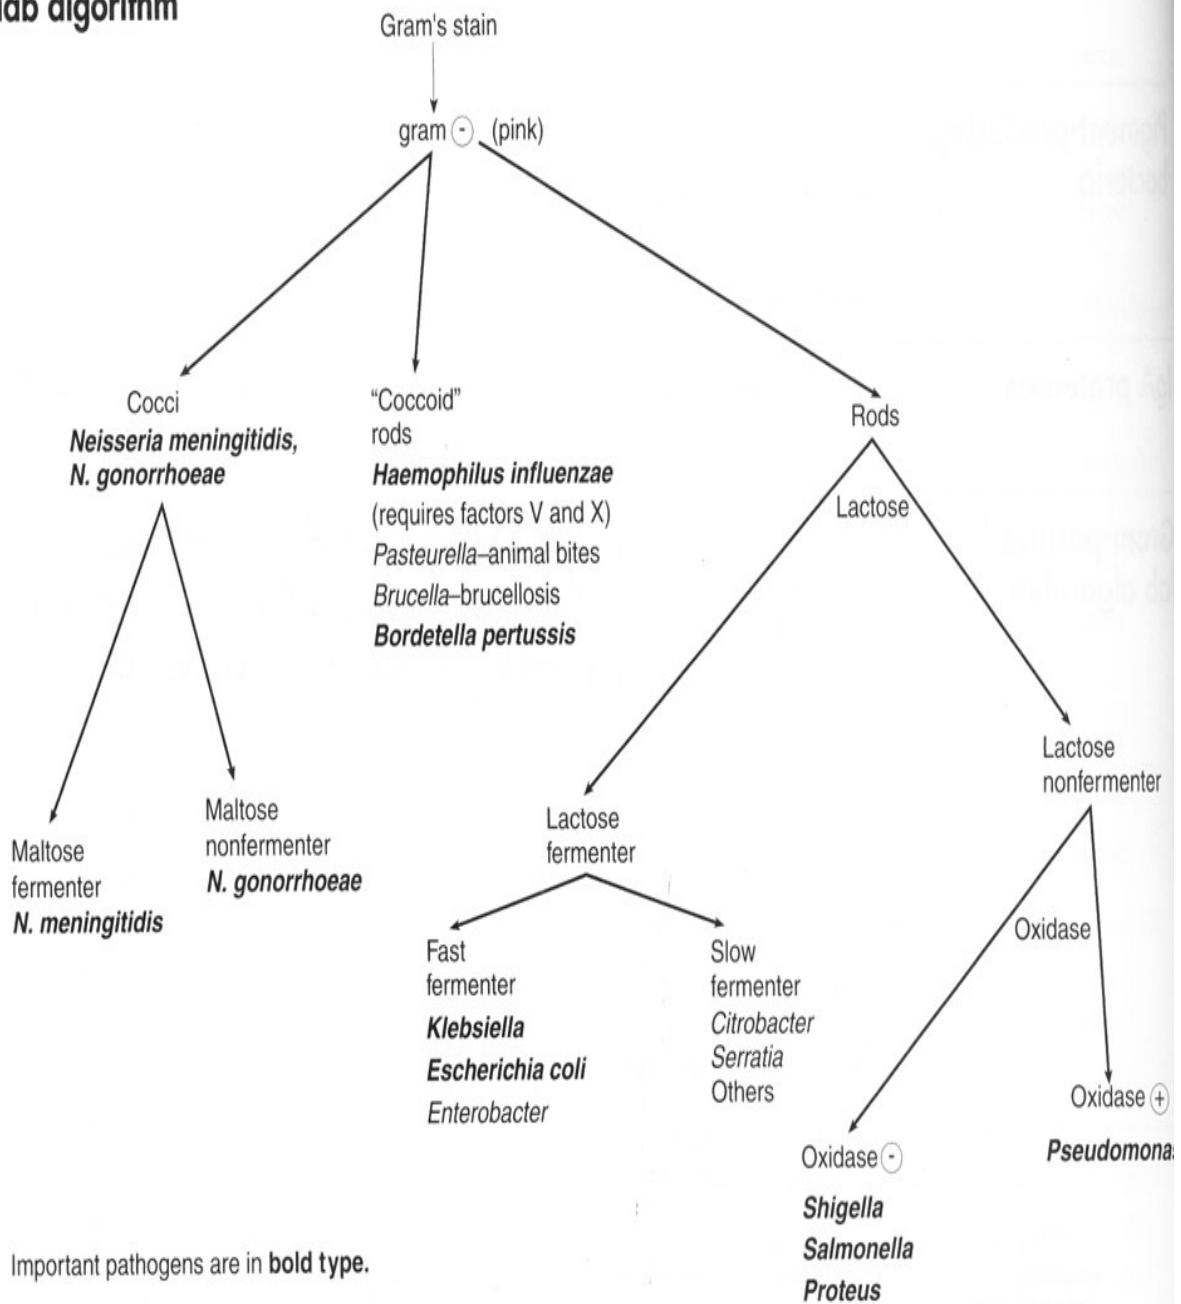 lab algorithm
Gram's stain
gram - (pink)
Cocci
Neisseria meningitidis,
N. gonorrhoeae
"Coccoid"
rods
Haemophilus influenzae
(requires factors V and X)
Pasteurella–animal bites
Brucella–brucellosis
Bordetella pertussis
Rods
Lactose
Maltose
fermenter
N. meningitidis
Maltose
nonfermenter
N. gonorrhoeae
Lactose
fermenter
Lactose
nonfermenter
Fast
fermenter
Klebsiella
Escherichia coli
Enterobacter
Slow
fermenter
Citrobacter
Serratia
Others
Oxidase
Oxidase -
Shigella
Salmonella
Proteus
Oxidase +
Pseudomonas
Important pathogens are in bold type.